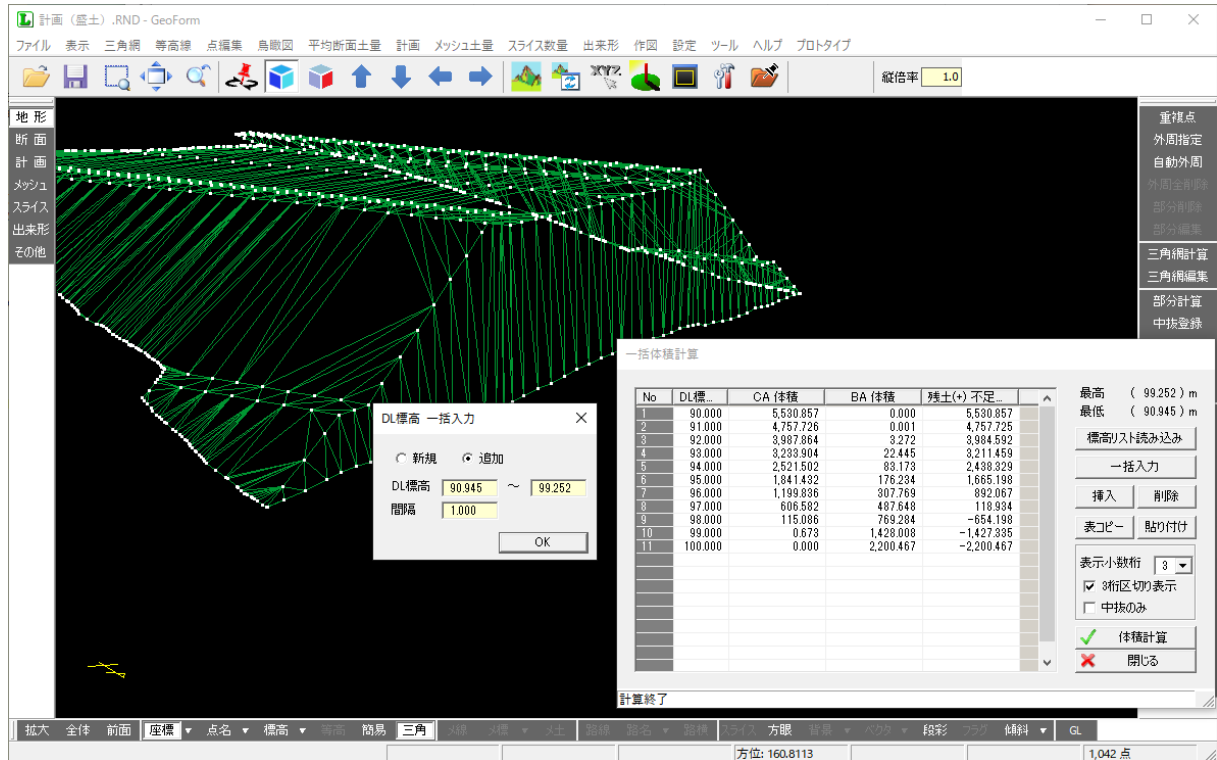 計画（盛土）.RND - GeoForm
ファイル 表示 三角網 等高線 点編集 鳥瞰図 平均断面土量 計画 メッシュ土量 スライス数量 出来形 作図 設定 ツール ヘルプ プロトタイプ
XYZ 縦倍率 1.0
地 形
断 面
計 画
メッシュ
スライス
出来形
その他
重複点
外周指定
自動外周
外周全削除
部分削除
部分編集
三角網計算
三角網編集
部分計算
中抜登録
DL標高 一括入力
新規 追加
DL標高 90.945 ～ 99.252
間隔 1.000
OK
一括体積計算
No DL標... CA 体積 BA 体積 残土(+) 不足...
1 90.000 5,530.857 0.000 5,530.857
2 91.000 4,757.726 0.001 4,757.725
3 92.000 3,987.864 3.272 3,984.592
4 93.000 3,233.904 22.445 3,211.459
5 94.000 2,521.502 83.173 2,438.329
6 95.000 1,841.432 176.234 1,665.198
7 96.000 1,199.836 307.769 892.067
8 97.000 606.582 487.648 118.934
9 98.000 115.086 769.284 -654.198
10 99.000 0.673 1,428.008 -1,427.335
11 100.000 0.000 2,200.467 -2,200.467
最高 ( 99.252 ) m
最低 ( 90.945 ) m
標高リスト読み込み
一括入力
挿入 削除
表コピー 貼り付け
表示小数桁 3
3桁区切り表示
中抜のみ
体積計算
閉じる
計算終了
拡大 全体 前面 座標 点名 標高 等高 簡易 三角 メ線 メ標 メ土 路線 路名 路横 スライス 方眼 背景 ベクタ 段彩 フラグ 傾斜 GL
方位: 160.8113 1,042 点